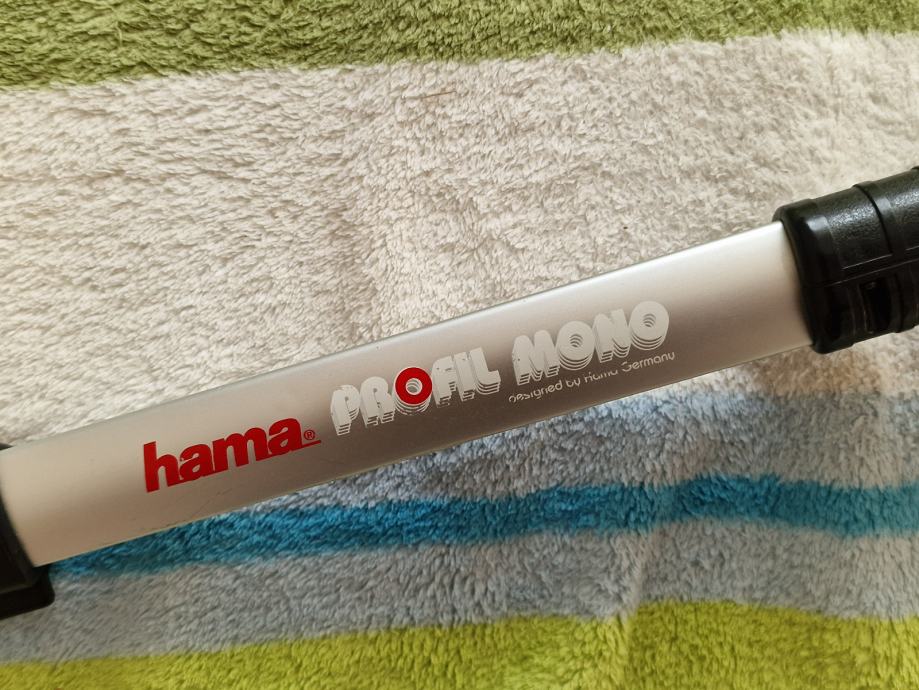 hama®
PROFIL MONO
designed by Hama Germany